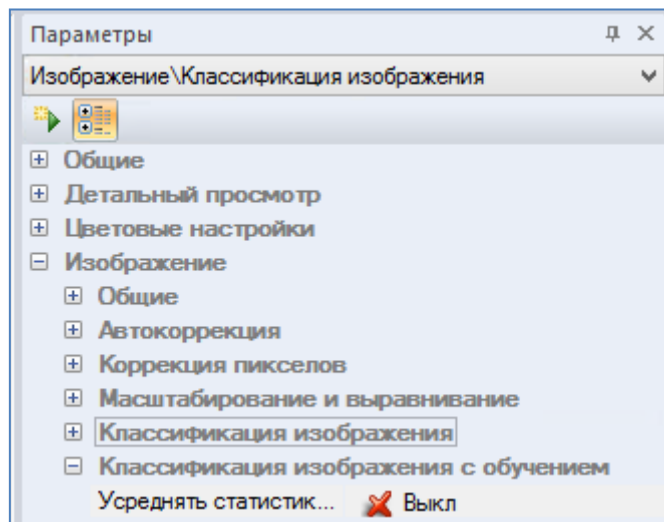 Параметры
Изображение\Классификация изображения
Общие
Детальный просмотр
Цветовые настройки
Изображение
Общие
Автокоррекция
Коррекция пикселов
Масштабирование и выравнивание
Классификация изображения
Классификация изображения с обучением
Усреднять статистик... Выкл